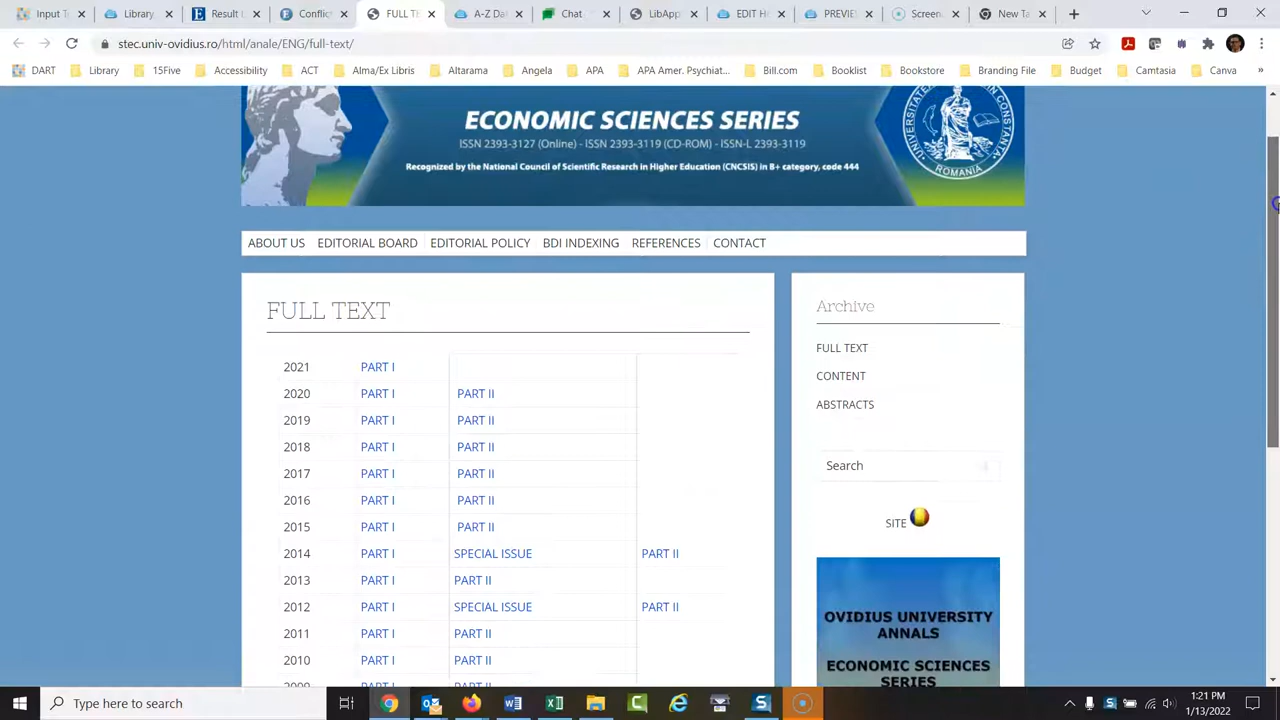 Input T
Library
Result L
Conflic
FULL TE
A-Z Dat
Chat
LibApp
EDIT He
PREVIE
Screen
New Ta
stec.univ-ovidius.ro/html/anale/ENG/full-text/
DART
Library
15Five
Accessibility
ACT
Alma/Ex Libris
Altarama
Angela
APA
APA Amer. Psychiat...
Bill.com
Booklist
Bookstore
Branding File
Budget
Camtasia
Canva
»
ECONOMIC SCIENCES SERIES
ISSN 2393-3127 (Online) - ISSN 2393-3119 (CD-ROM) - ISSN-L 2393-3119
Recognized by the National Council of Scientific Research in Higher Education (CNCSIS) in B+ category, code 444
ROMANIA
ABOUT US EDITORIAL BOARD EDITORIAL POLICY BDI INDEXING REFERENCES CONTACT
FULL TEXT
2021 PART I
2020 PART I PART II
2019 PART I PART II
2018 PART I PART II
2017 PART I PART II
2016 PART I PART II
2015 PART I PART II
2014 PART I SPECIAL ISSUE PART II
2013 PART I PART II
2012 PART I SPECIAL ISSUE PART II
2011 PART I PART II
2010 PART I PART II
2009 PART I PART II
Archive
FULL TEXT
CONTENT
ABSTRACTS
Search
SITE
OVIDIUS UNIVERSITY
ANNALS
ECONOMIC SCIENCES
SERIES
Type here to search
1:21 PM
1/13/2022